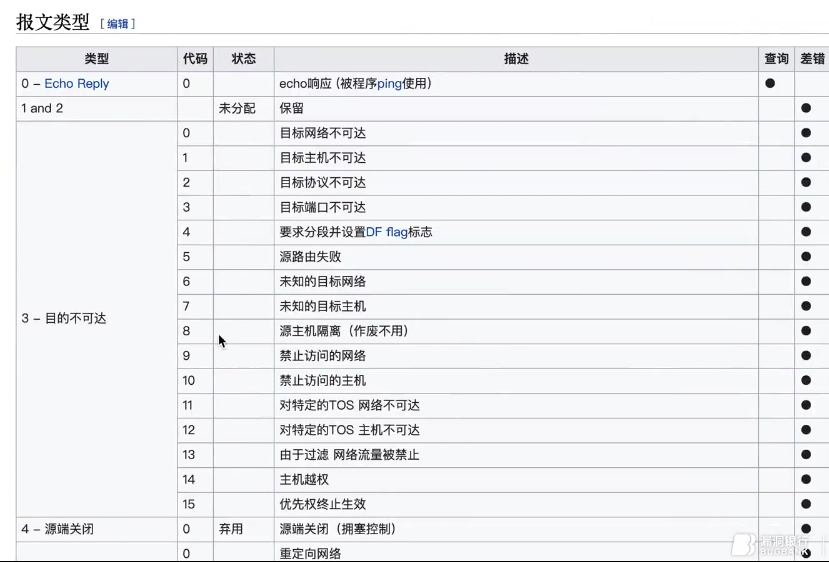 报文类型 [编辑]
类型 代码 状态 描述 查询 差错
0 – Echo Reply 0 echo响应 (被程序ping使用) ●
1 and 2 未分配 保留 ●
0 目标网络不可达 ●
1 目标主机不可达 ●
2 目标协议不可达 ●
3 目标端口不可达 ●
4 要求分段并设置DF flag标志 ●
5 源路由失败 ●
6 未知的目标网络 ●
7 未知的目标主机 ●
3 – 目的不可达
8 源主机隔离（作废不用） ●
9 禁止访问的网络 ●
10 禁止访问的主机 ●
11 对特定的TOS 网络不可达 ●
12 对特定的TOS 主机不可达 ●
13 由于过滤 网络流量被禁止 ●
14 主机越权 ●
15 优先权终止生效 ●
4 – 源端关闭 0 弃用 源端关闭（拥塞控制） ●
0 重定向网络 ●
漏洞银行
BUGBANK